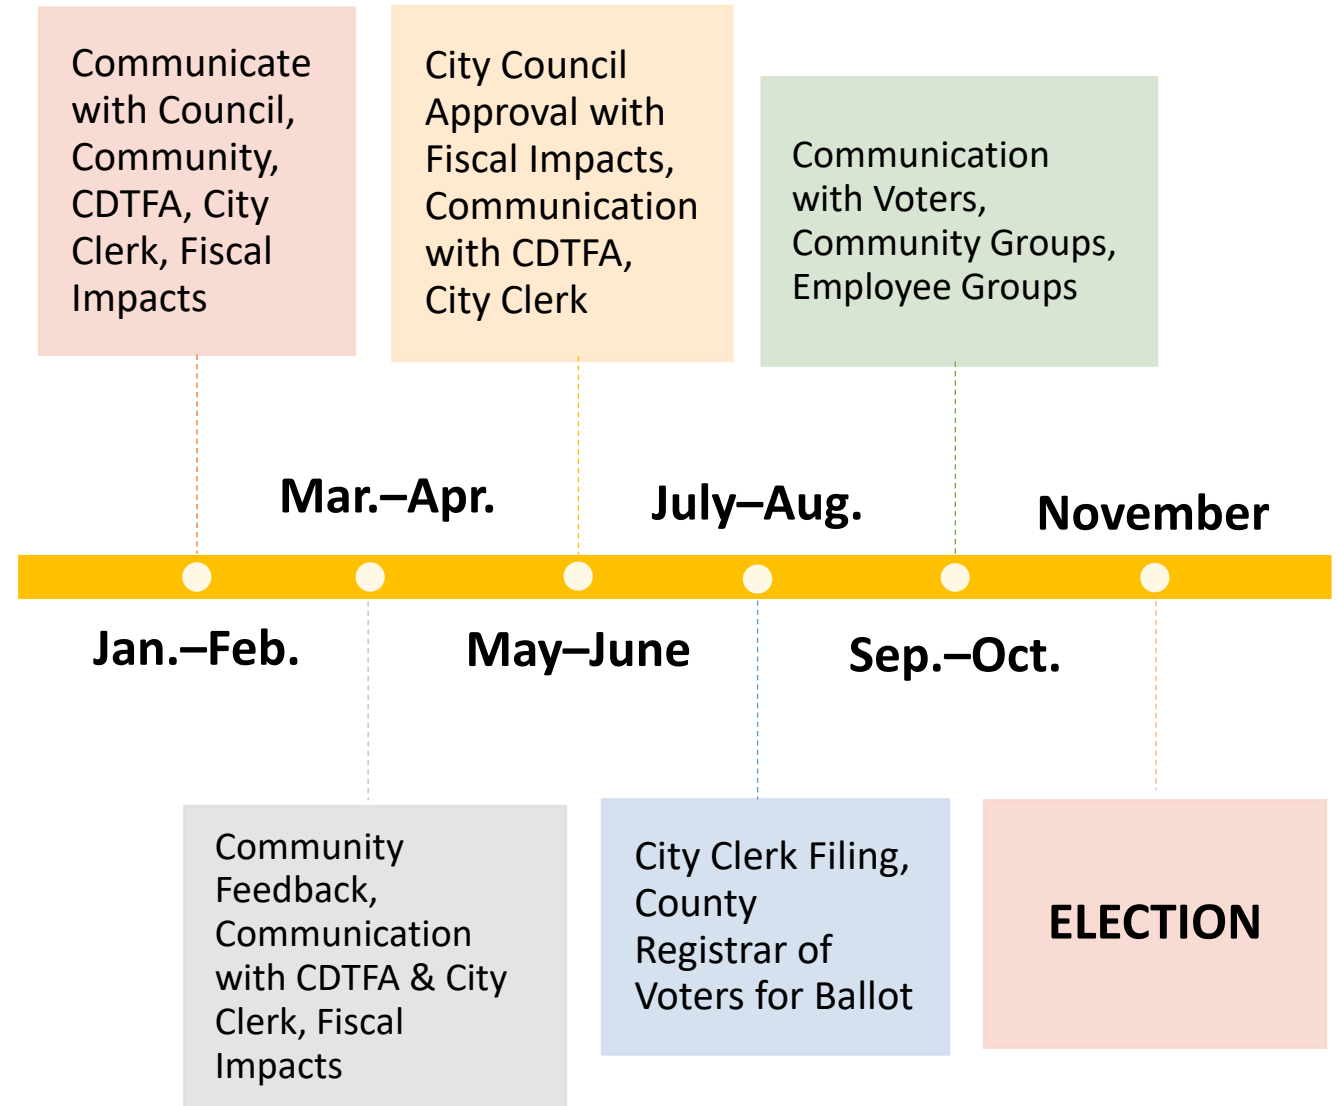 Communicate
with Council,
Community,
CDTFA, City
Clerk, Fiscal
Impacts
City Council
Approval with
Fiscal Impacts,
Communication
with CDTFA,
City Clerk
Communication
with Voters,
Community Groups,
Employee Groups
Mar.–Apr.
July–Aug.
November
Jan.–Feb.
May–June
Sep.–Oct.
Community
Feedback,
Communication
with CDTFA & City
Clerk, Fiscal
Impacts
City Clerk Filing,
County
Registrar of
Voters for Ballot
ELECTION